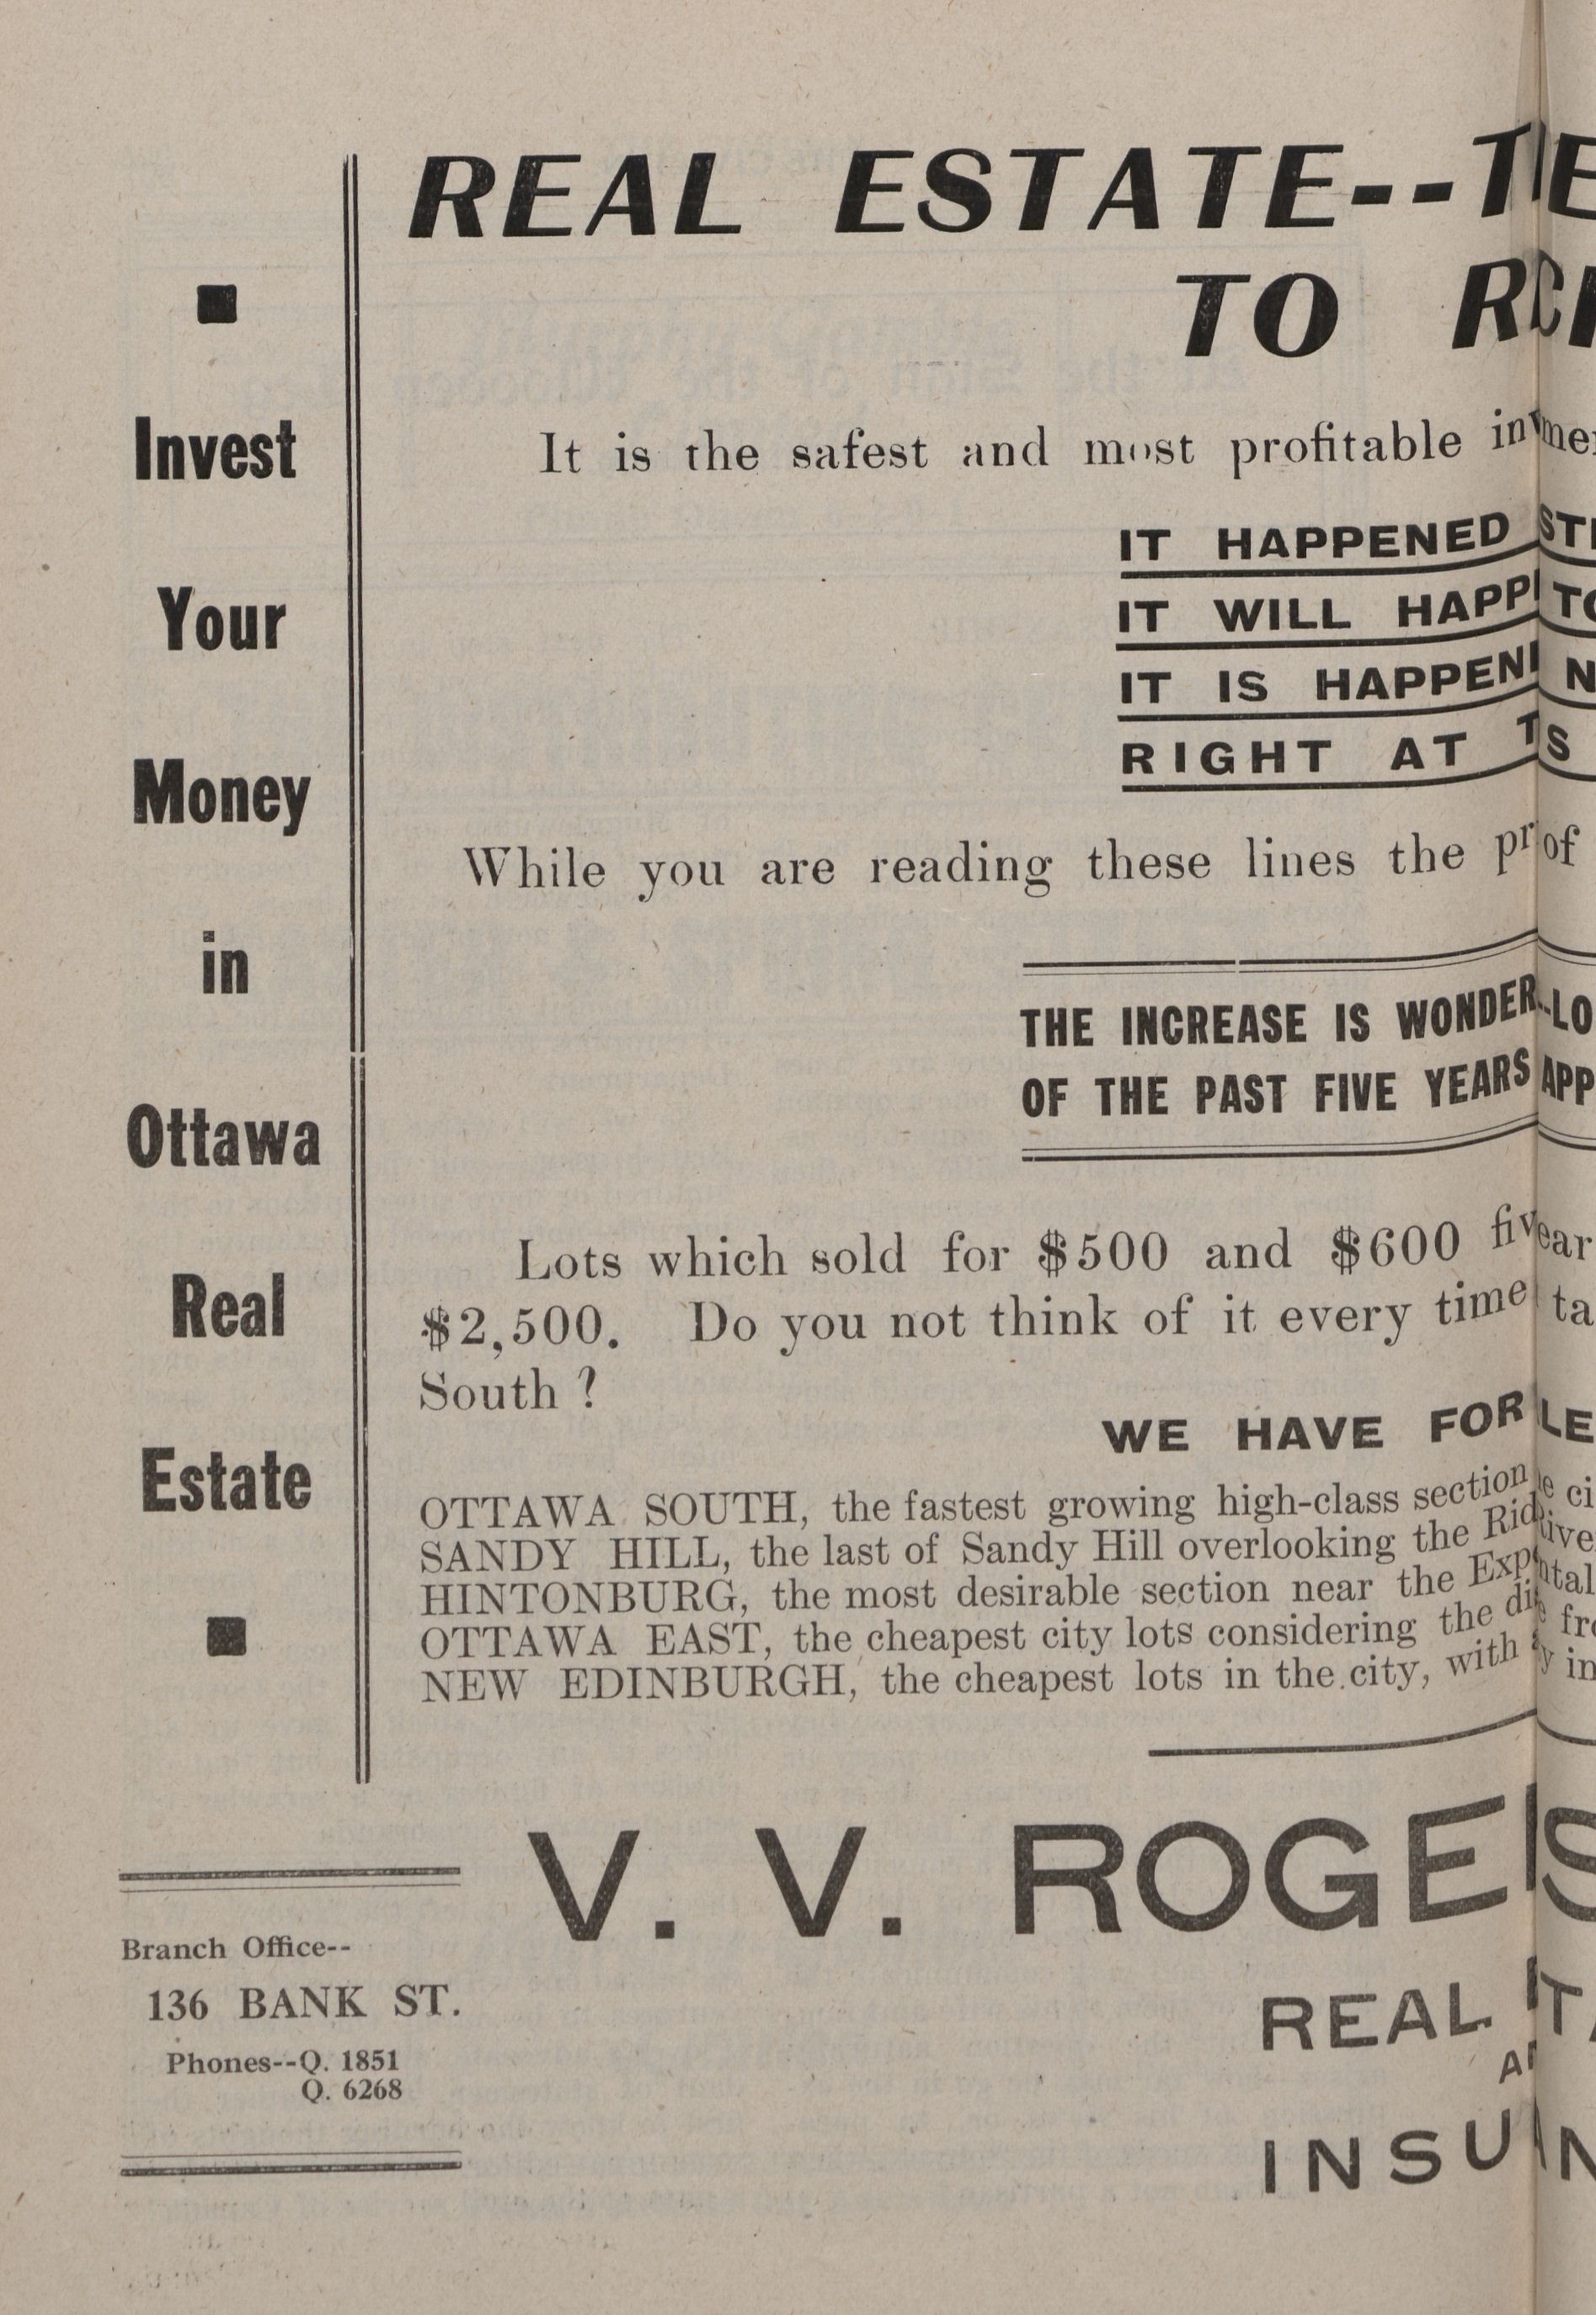 Invest
Your
Money
in
Ottawa
Real
Estate
REAL ESTATE--
TO
It is the safest and most profitable
IT HAPPENED
IT WILL
IT IS
RIGHT AT
While you are reading these lines the
of
THE INCREASE IS
OF THE PAST FIVE YEARS
Lots which sold for $500 and $600
$2,500. Do you not think of it every time
South ?
WE HAVE FOR
OTTAWA SOUTH, the fastest growing high-class section
SANDY HILL, the last of Sandy Hill overlooking the
HINTONBURG, the most desirable section near the
OTTAWA EAST, the cheapest city lots considering the
NEW EDINBURGH, the cheapest lots in the city, with
V. V. ROGERS
REAL
INSU
Branch Office--
136 BANK ST.
Phones--Q. 1851
Q. 6268